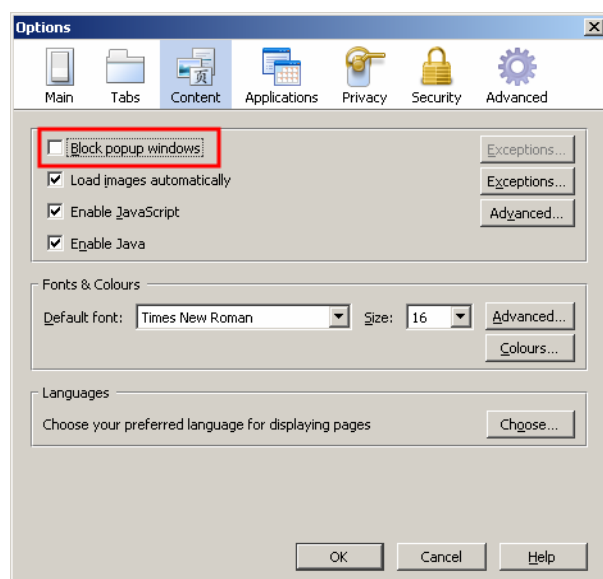 Options
Main Tabs Content Applications Privacy Security Advanced
页
Block popup windows Exceptions...
Load images automatically Exceptions...
Enable JavaScript Advanced...
Enable Java
Fonts & Colours
Default font: Times New Roman Size: 16 Advanced...
Colours...
Languages
Choose your preferred language for displaying pages Choose...
OK Cancel Help